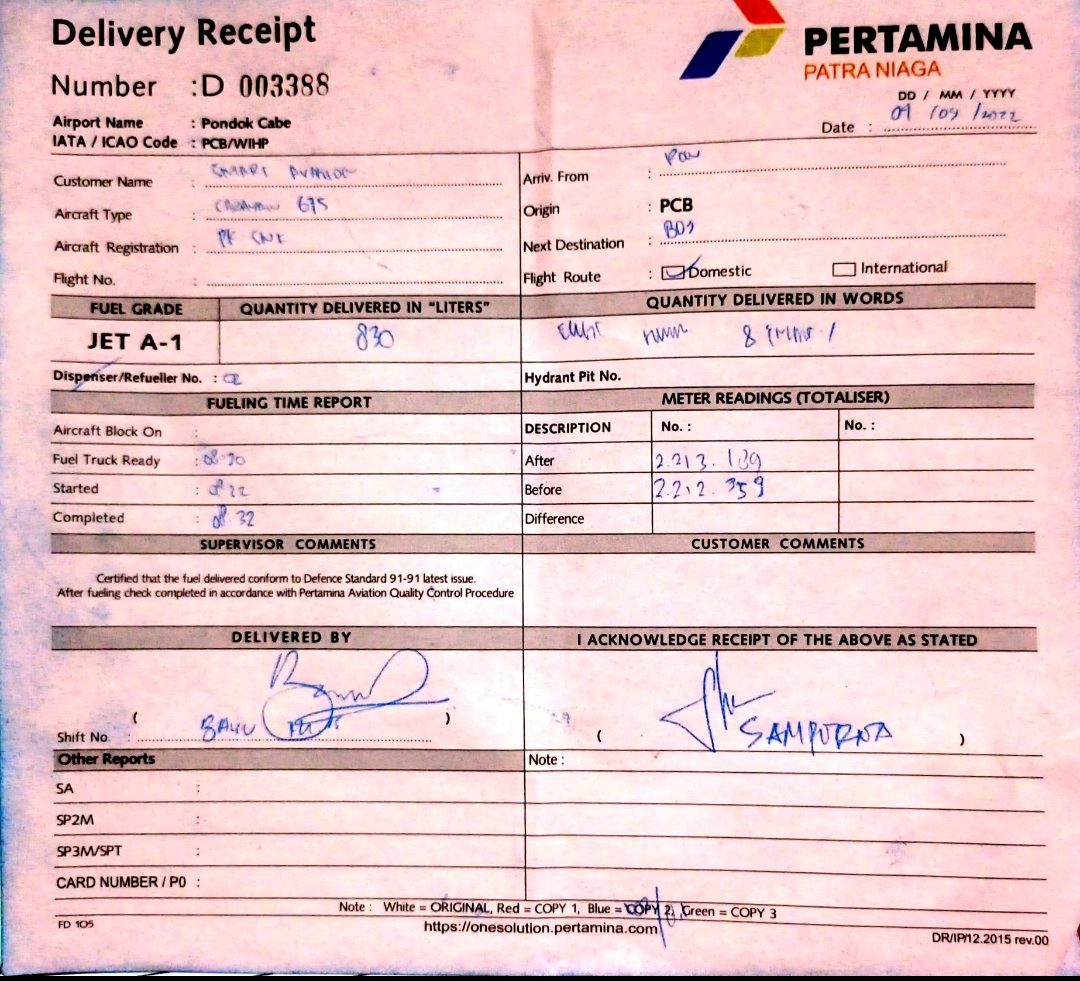 Delivery Receipt
PERTAMINA
PATRA NIAGA
Number : D 003388
DD / MM / YYYY
Date : 09 /2022
Airport Name : Pondok Cabe
IATA / ICAO Code : PCB/WIHP
Customer Name : SMART AVIATION
Arriv. From :
Aircraft Type : CARAVAN 675
Origin : PCB
Aircraft Registration : PK
Next Destination :
Flight No. :
Flight Route : Domestic International
FUEL GRADE QUANTITY DELIVERED IN "LITERS" QUANTITY DELIVERED IN WORDS
JET A-1 830
Dispenser/Refueller No. : 02 Hydrant Pit No.
FUELING TIME REPORT METER READINGS (TOTALISER)
Aircraft Block On : DESCRIPTION No. : No. :
Fuel Truck Ready : After 2.213.189
Started : 08 22 Before 2.212.359
Completed : 08 32 Difference
SUPERVISOR COMMENTS CUSTOMER COMMENTS
Certified that the fuel delivered conform to Defence Standard 91-91 latest issue.
After fueling check completed in accordance with Pertamina Aviation Quality Control Procedure
DELIVERED BY I ACKNOWLEDGE RECEIPT OF THE ABOVE AS STATED
( BAYU )
Shift No. :
( SAMPURNA )
Other Reports Note :
SA :
SP2M :
SP3M/SPT :
CARD NUMBER / PO :
Note : White = ORIGINAL, Red = COPY 1, Blue = COPY 2, Green = COPY 3
FD 105
https://onesolution.pertamina.com
DR/IP/12.2015 rev.00